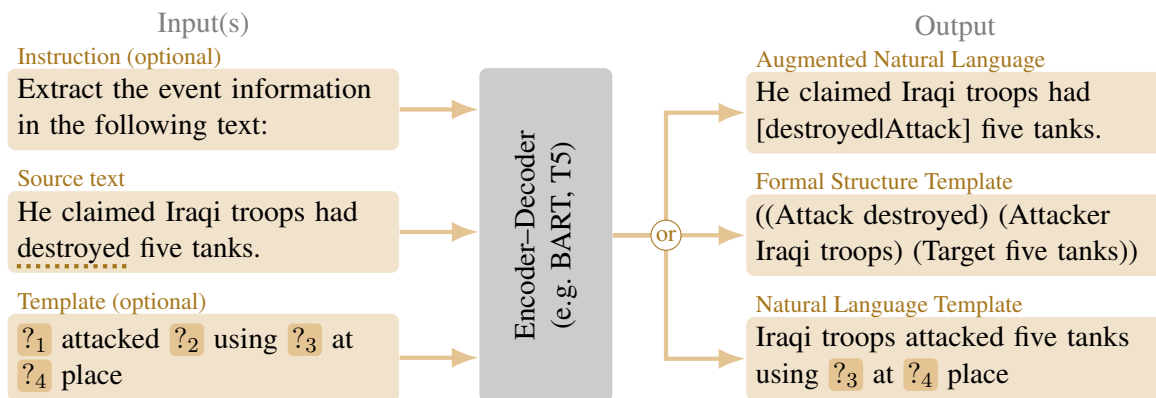 Input(s)
Instruction (optional)
Extract the event information
in the following text:
Source text
He claimed Iraqi troops had
destroyed five tanks.
Template (optional)
?₁ attacked ?₂ using ?₃ at
?₄ place
Encoder–Decoder
(e.g. BART, T5)
or
Output
Augmented Natural Language
He claimed Iraqi troops had
[destroyed|Attack] five tanks.
Formal Structure Template
((Attack destroyed) (Attacker
Iraqi troops) (Target five tanks))
Natural Language Template
Iraqi troops attacked five tanks
using ?₃ at ?₄ place